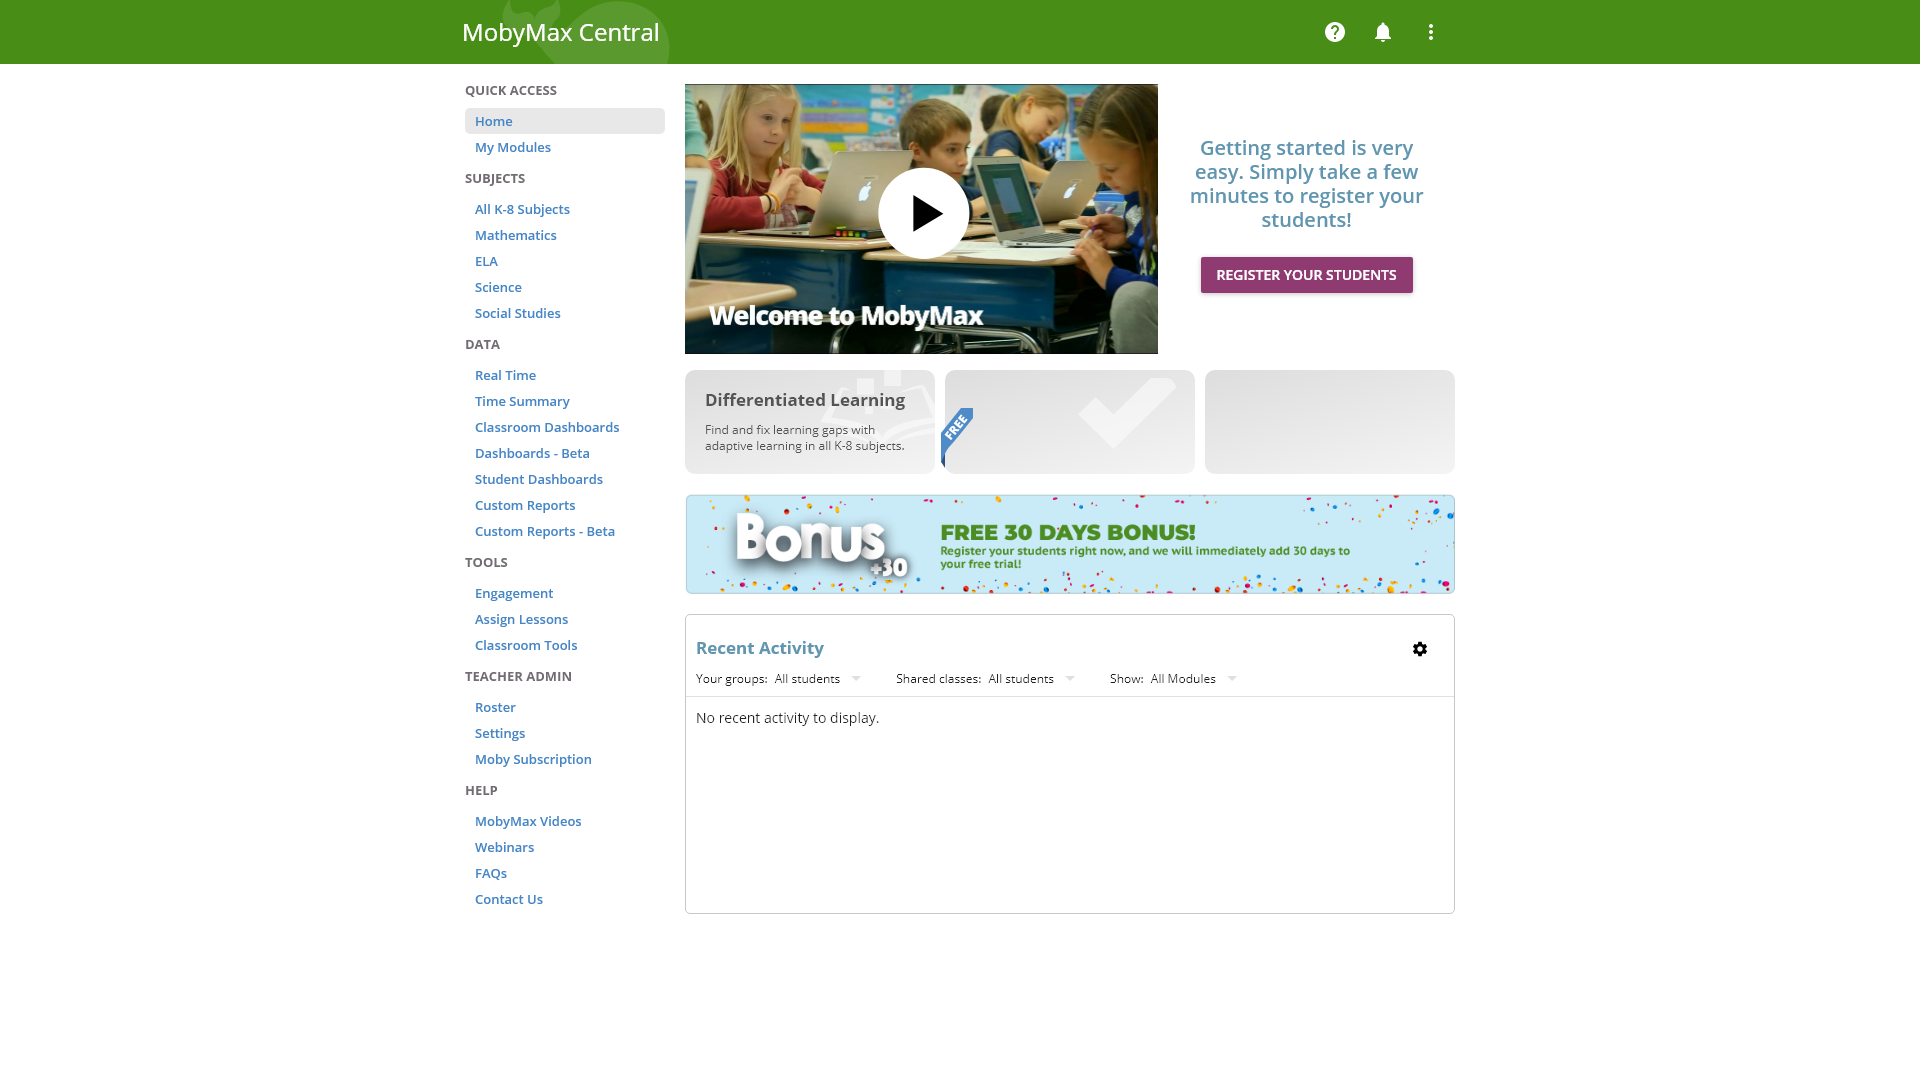 MobyMax Central
QUICK ACCESS
Home
My Modules
SUBJECTS
All K-8 Subjects
Mathematics
ELA
Science
Social Studies
DATA
Real Time
Time Summary
Classroom Dashboards
Dashboards - Beta
Student Dashboards
Custom Reports
Custom Reports - Beta
TOOLS
Engagement
Assign Lessons
Classroom Tools
TEACHER ADMIN
Roster
Settings
Moby Subscription
HELP
MobyMax Videos
Webinars
FAQs
Contact Us
Welcome to MobyMax
Getting started is very
easy. Simply take a few
minutes to register your
students!
REGISTER YOUR STUDENTS
Differentiated Learning
Find and fix learning gaps with
adaptive learning in all K-8 subjects.
FREE
Bonus
+30
FREE 30 DAYS BONUS!
Register your students right now, and we will immediately add 30 days to
your free trial!
Recent Activity
Your groups: All students Shared classes: All students Show: All Modules
No recent activity to display.